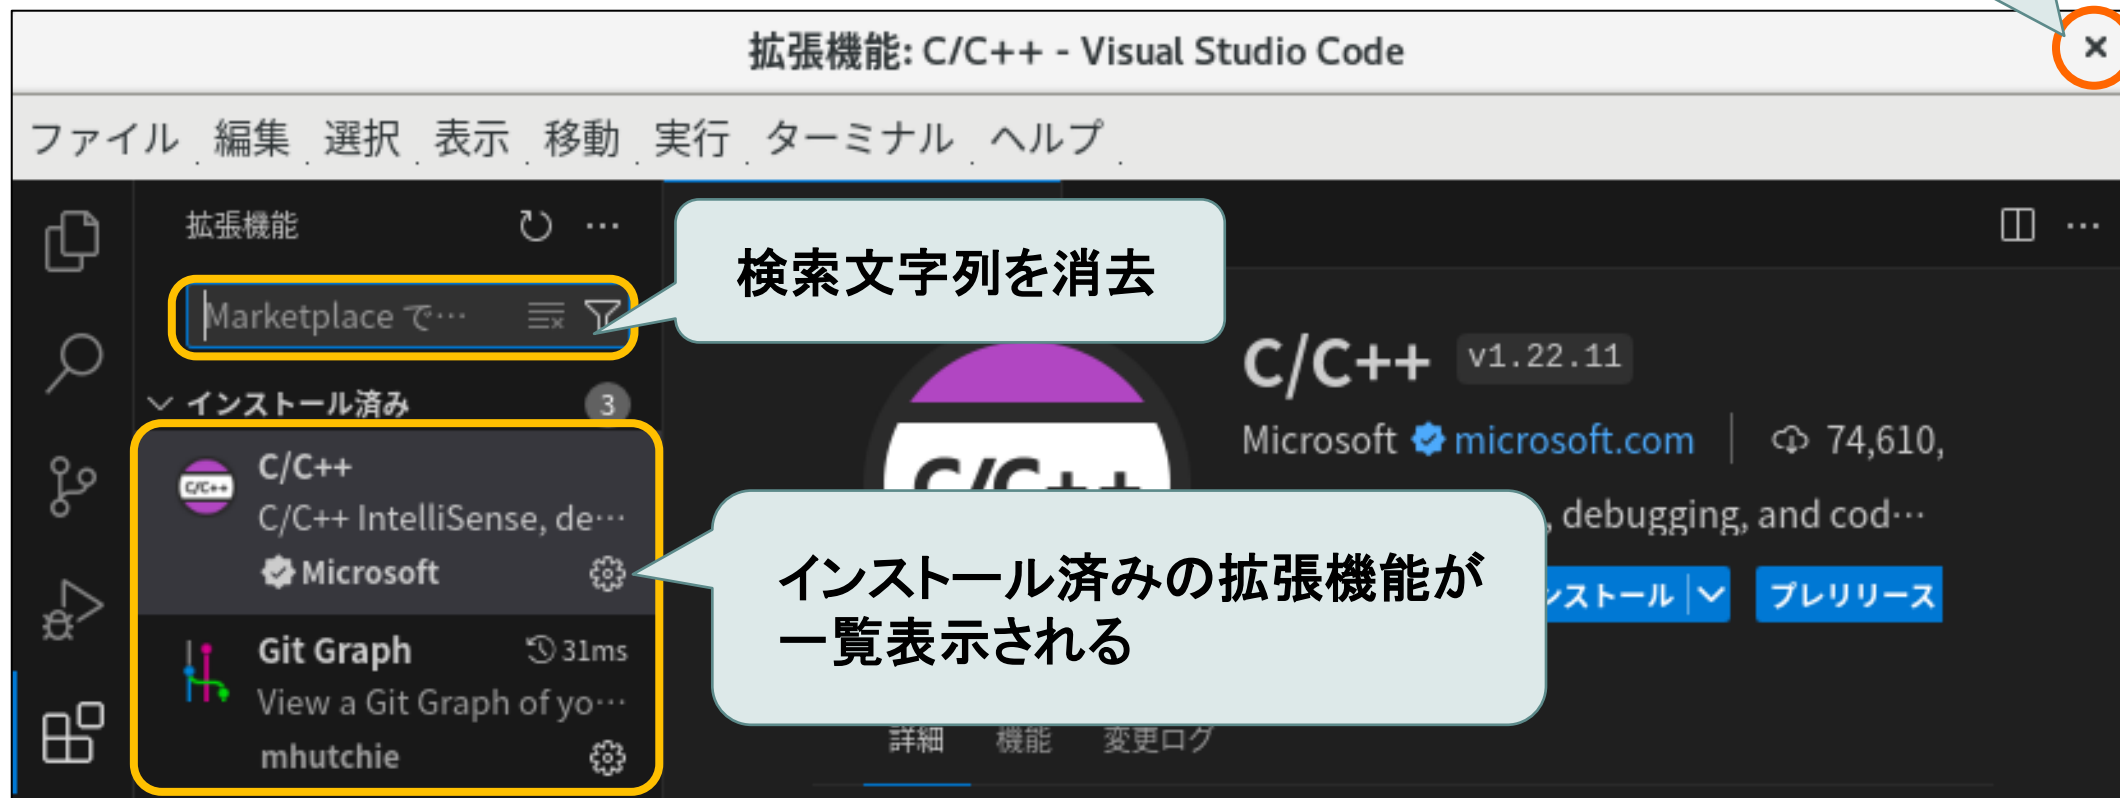 拡張機能: C/C++ - Visual Studio Code
ファイル 編集 選択 表示 移動 実行 ターミナル ヘルプ
拡張機能
検索文字列を消去
Marketplace で…
C/C++ v1.22.11
インストール済み 3
Microsoft microsoft.com 74,610,
C/C++
C/C++
C/C++
C/C++ IntelliSense, de…
, debugging, and cod…
Microsoft
インストール済みの拡張機能が
一覧表示される
ンストール プレリリース
Git Graph 31ms
View a Git Graph of yo…
mhutchie
詳細 機能 変更ログ